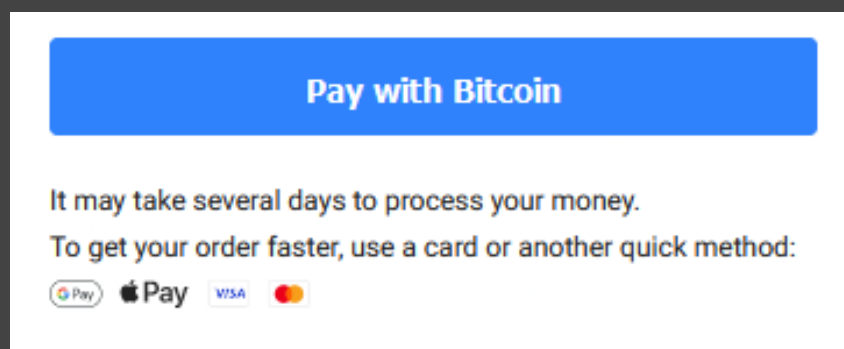 Pay with Bitcoin
It may take several days to process your money.
To get your order faster, use a card or another quick method:
G Pay Pay VISA